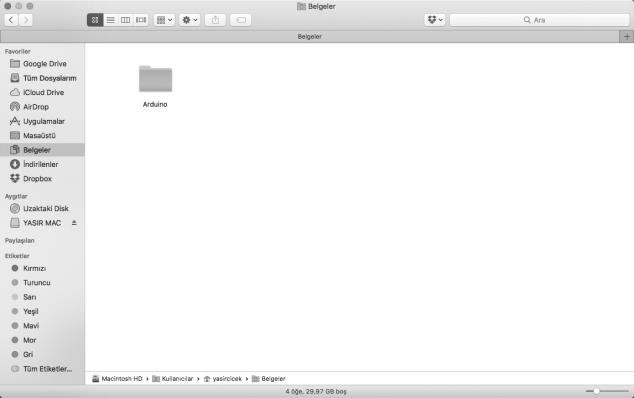 Belgeler
Ara
Belgeler
Favoriler
Google Drive
Tüm Dosyalarım
iCloud Drive
AirDrop
Uygulamalar
Masaüstü
Belgeler
İndirilenler
Dropbox
Aygıtlar
Uzaktaki Disk
YASIR MAC
Paylaşılan
Etiketler
Kırmızı
Turuncu
Sarı
Yeşil
Mavi
Mor
Gri
Tüm Etiketler...
Arduino
Macintosh HD › Kullanıcılar › yasircicek › Belgeler
4 öğe, 29,97 GB boş